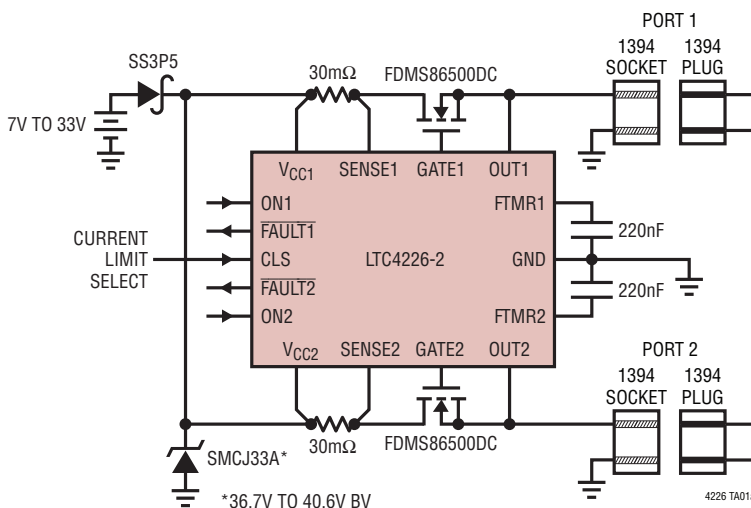 PORT 1
1394
SOCKET
1394
PLUG
SS3P5
30mΩ
FDMS86500DC
7V TO 33V
VCC1
SENSE1
GATE1
OUT1
ON1
FAULT1
CLS
FAULT2
ON2
CURRENT
LIMIT
SELECT
LTC4226-2
FTMR1
GND
FTMR2
220nF
220nF
VCC2
SENSE2
GATE2
OUT2
PORT 2
1394
SOCKET
1394
PLUG
30mΩ
FDMS86500DC
SMCJ33A*
*36.7V TO 40.6V BV